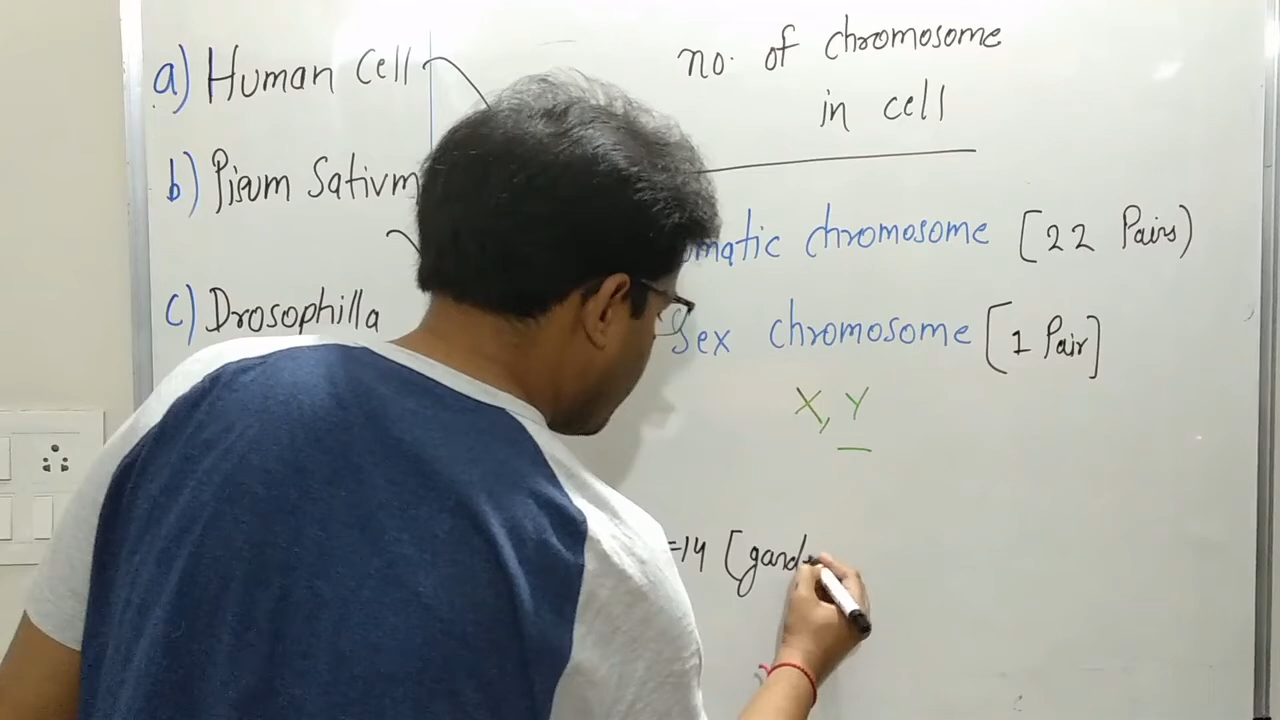 a) Human Cell
no. of chromosome
in cell
b) Pisum Sativm
matic chromosome [22 Pairs)
c) Drosophilla
Sex chromosome [1 Pair]
X, Y
=14 [garde